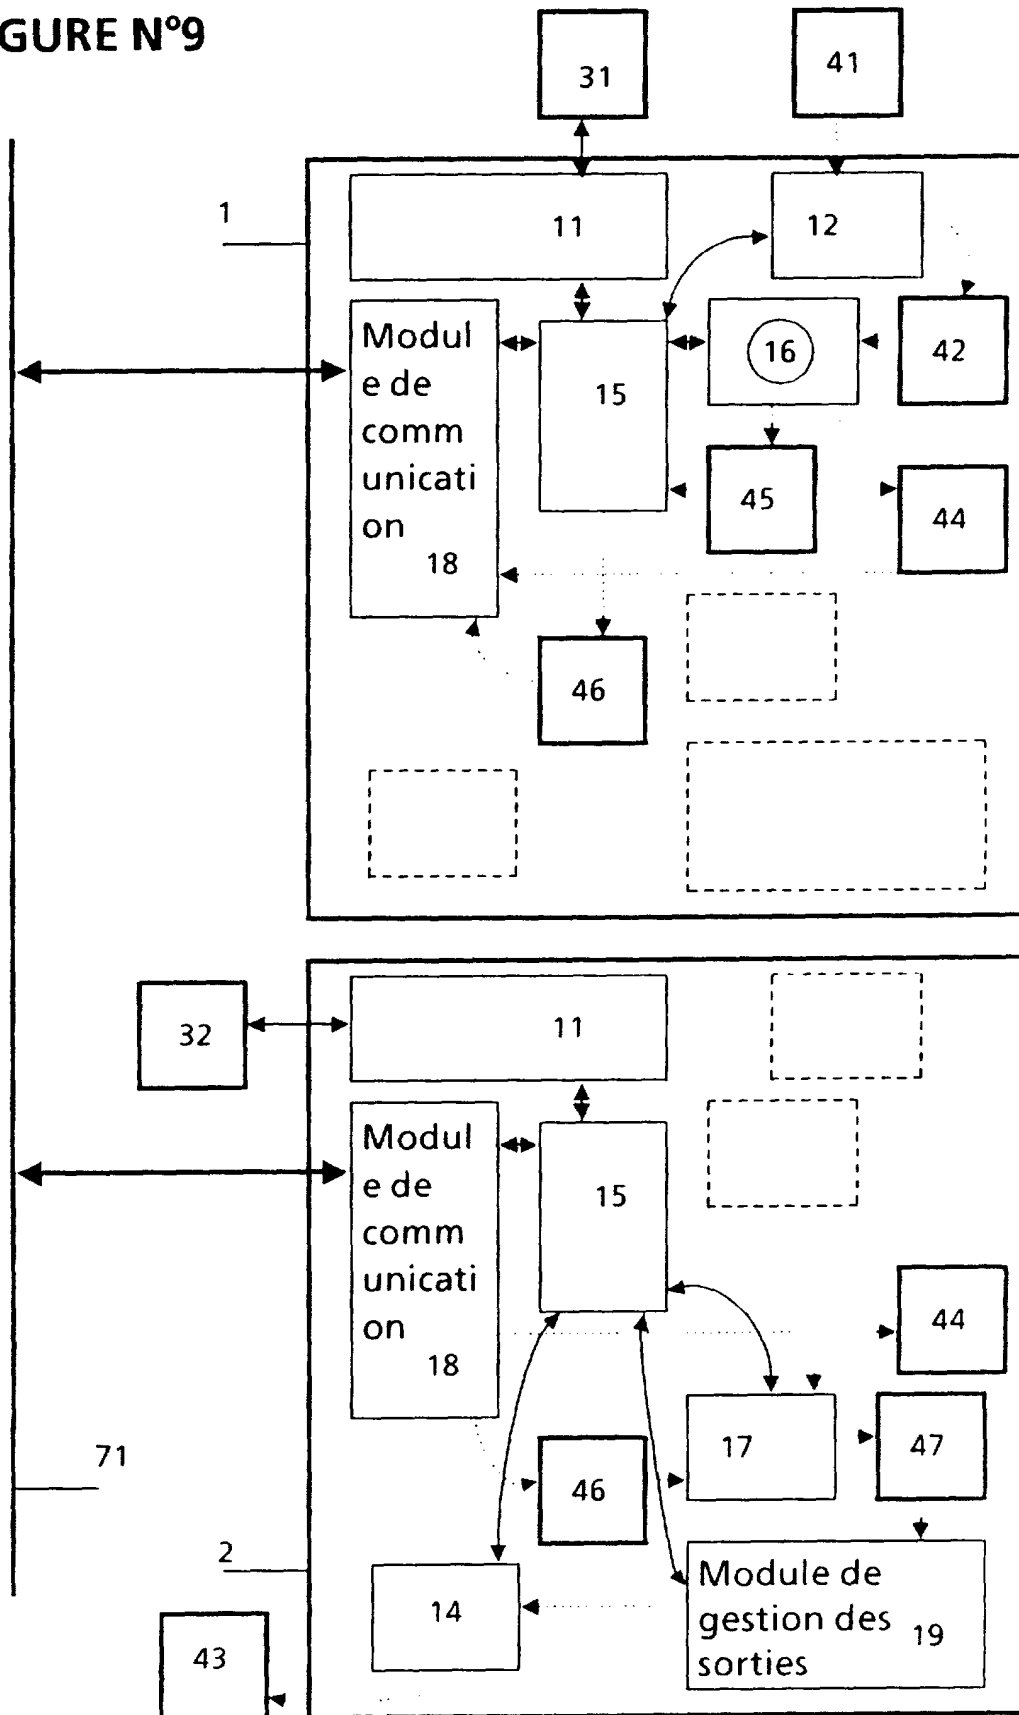 GURE N°9
31
41
1
11
12
Modul
e de
comm
unicati
on
18
15
16
42
45
44
46
32
11
Modul
e de
comm
unicati
on
18
15
44
71
46
17
47
2
14
Module de
gestion des
sorties
19
43